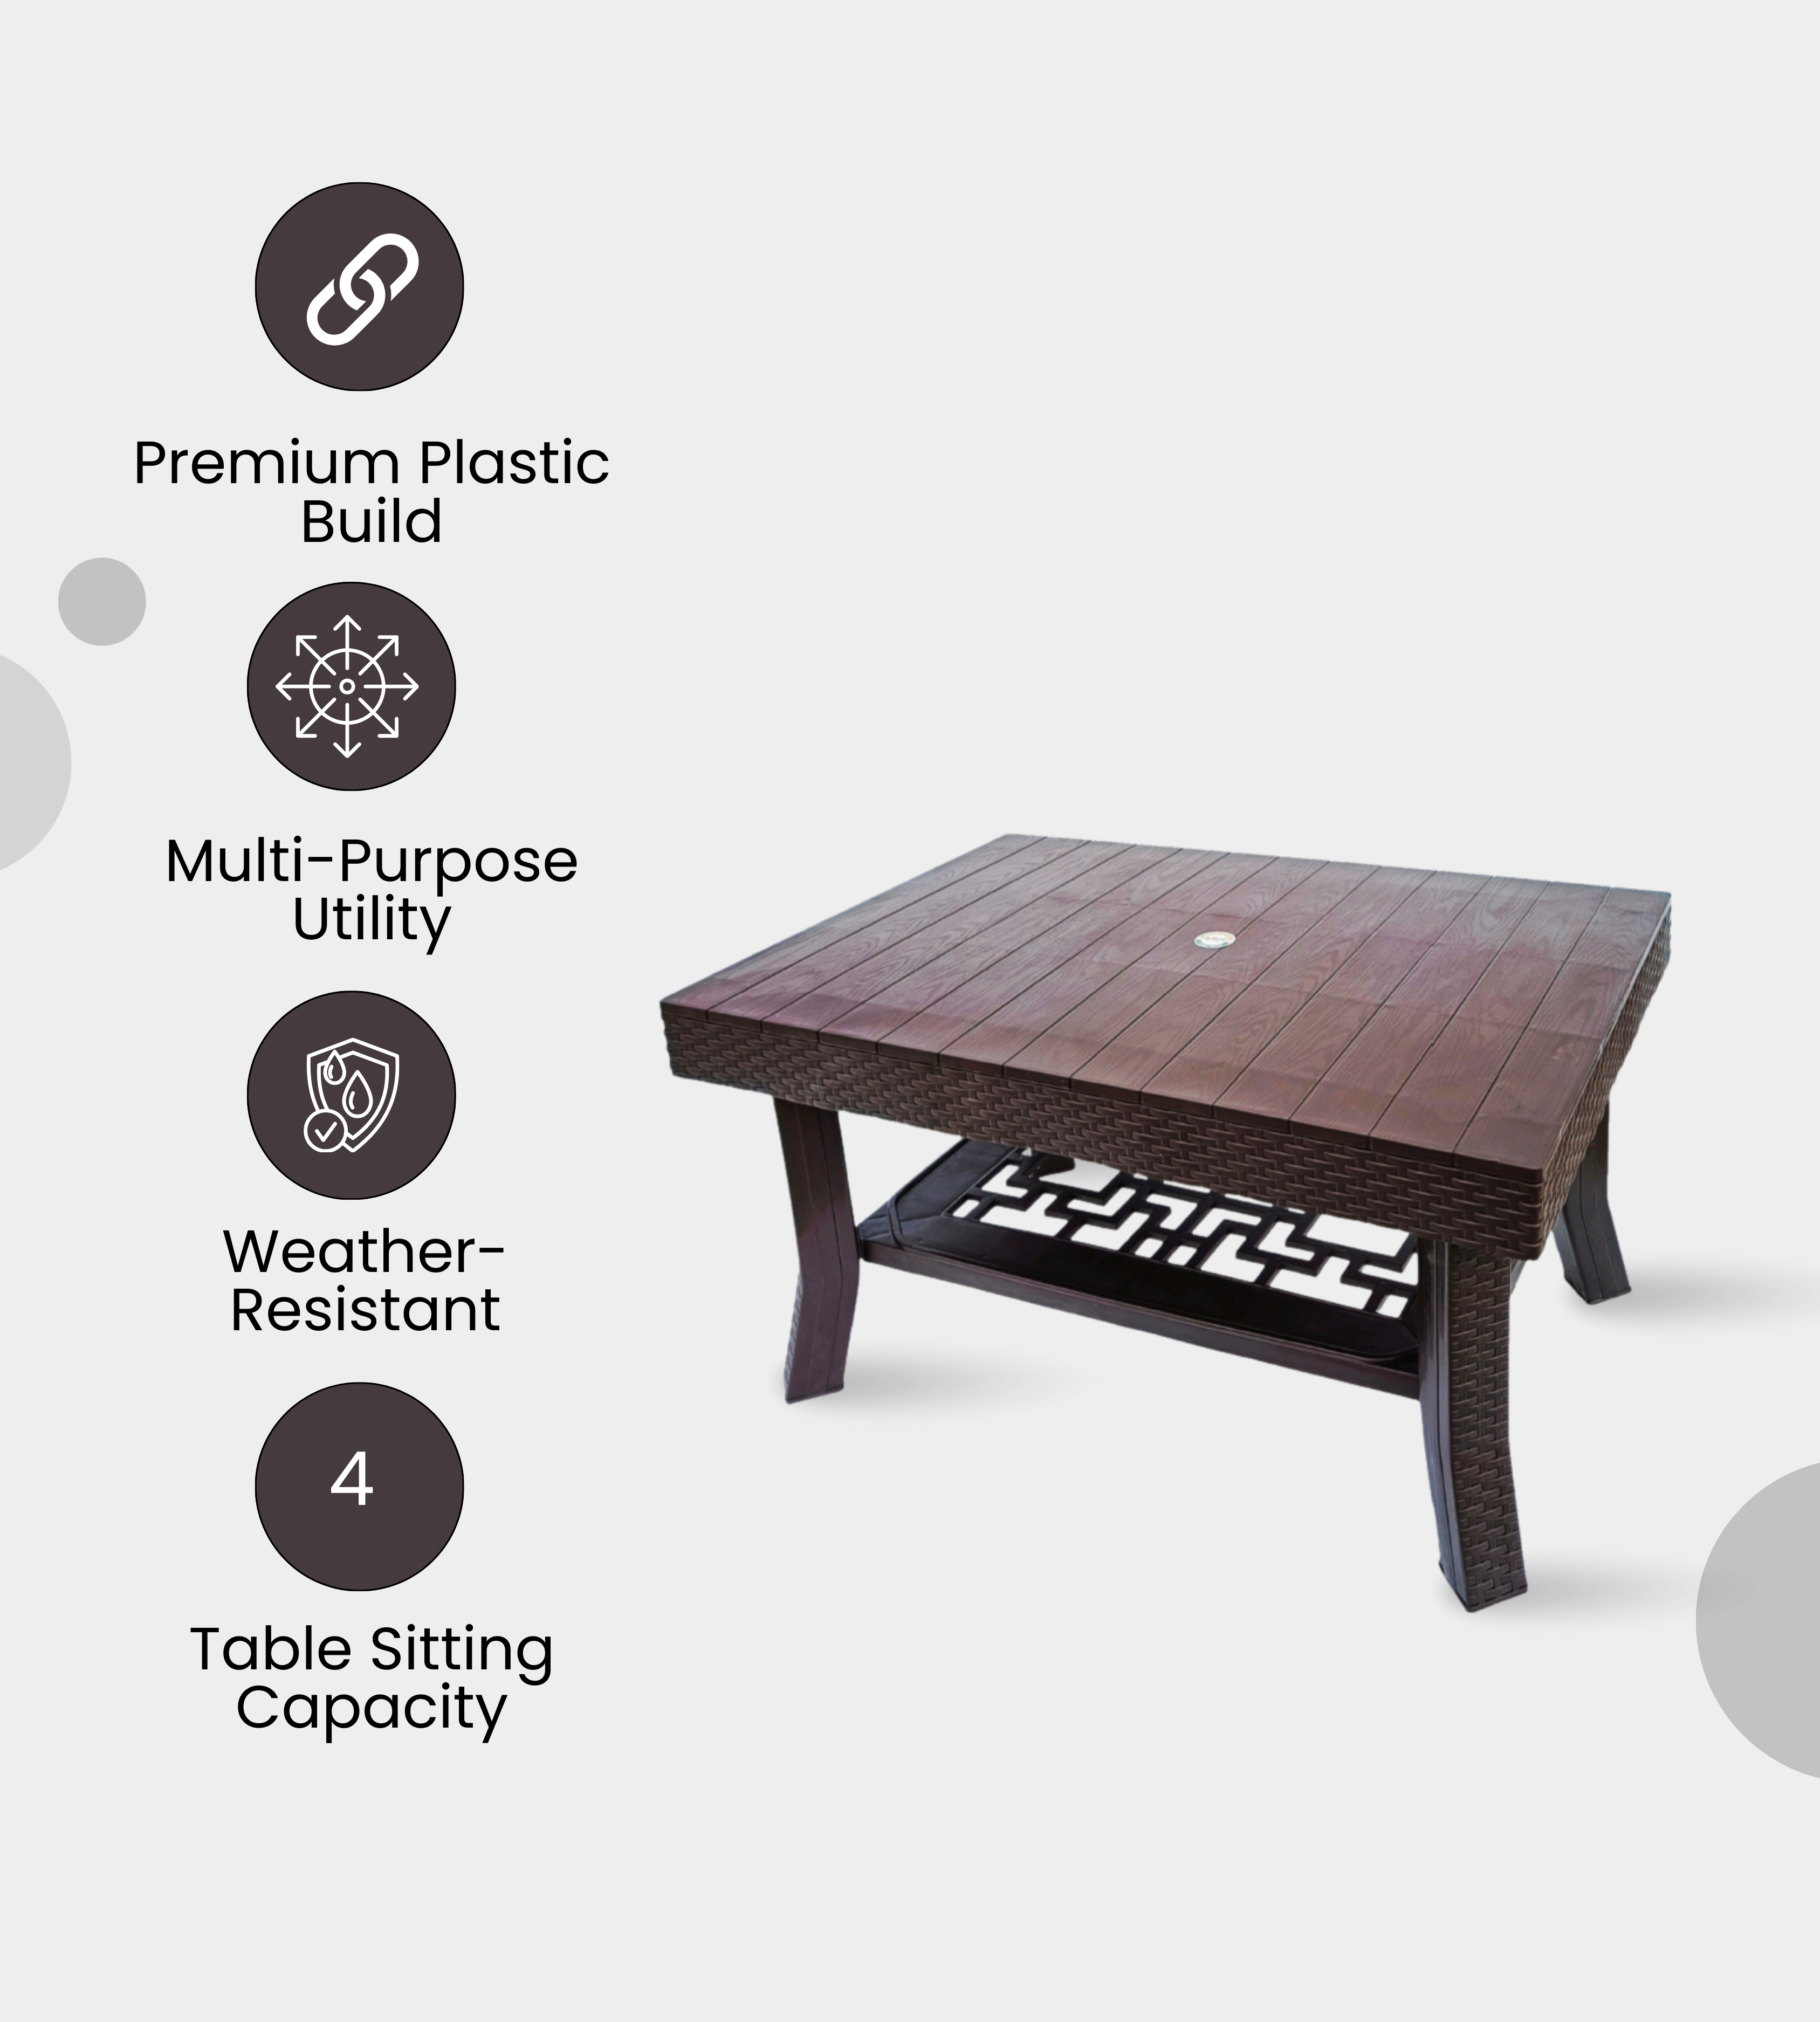 Premium Plastic
Build
Multi-Purpose
Utility
Weather-
Resistant
4
Table Sitting
Capacity